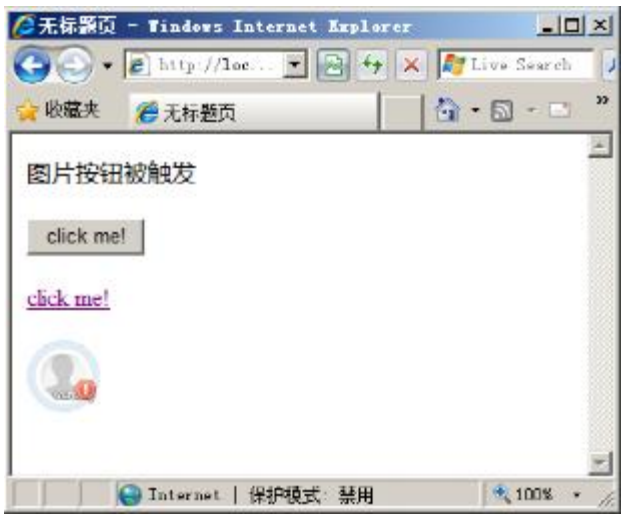 无标题页 - Windows Internet Explorer
http://loc...
Live Search
收藏夹
无标题页
»
图片按钮被触发
click me!
click me!
Internet | 保护模式: 禁用
100%